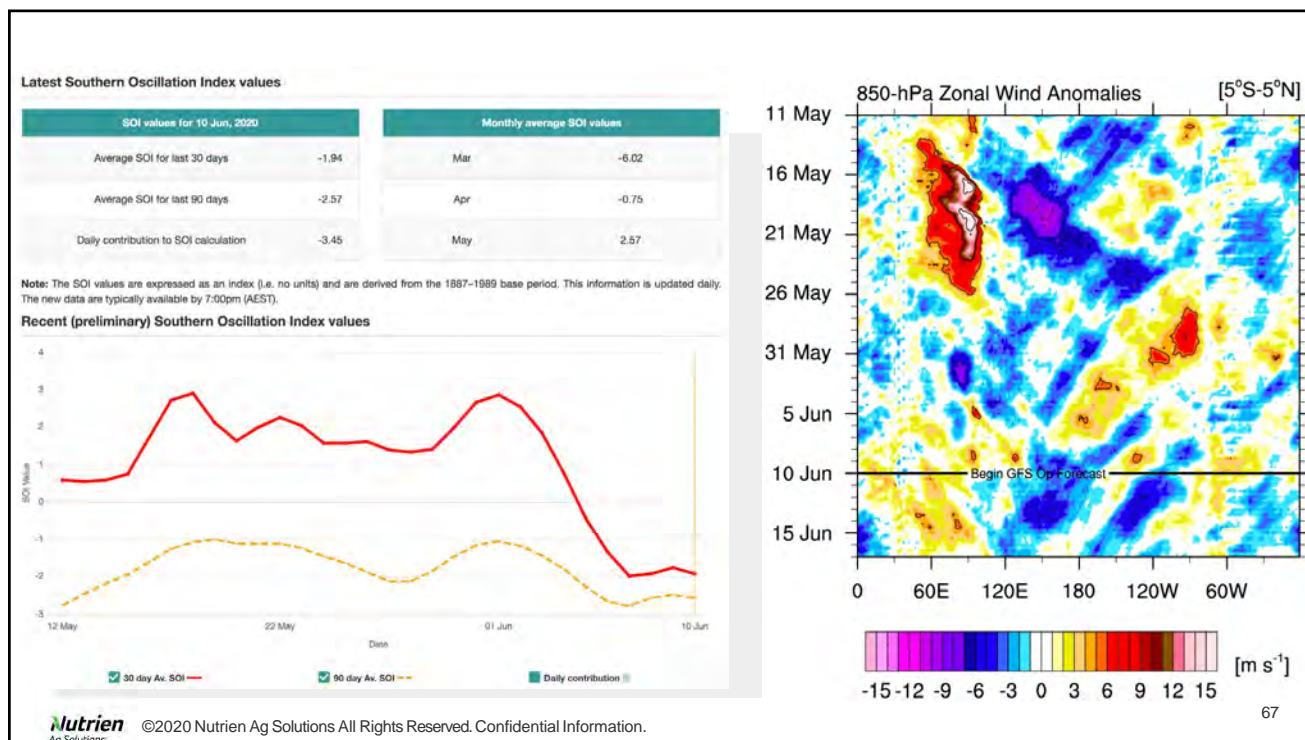 Latest Southern Oscillation Index values
SOI values for 10 Jun, 2020
Average SOI for last 30 days -1.94
Average SOI for last 90 days -2.57
Daily contribution to SOI calculation -3.45
Monthly average SOI values
Mar -6.02
Apr -0.75
May 2.57
Note: The SOI values are expressed as an index (i.e. no units) and are derived from the 1887–1989 base period. This information is updated daily.
The new data are typically available by 7:00pm (AEST).
Recent (preliminary) Southern Oscillation Index values
4
3
2
1
0
-1
-2
-3
SOI Value
12 May 22 May 01 Jun 10 Jun
Date
30 day Av. SOI 90 day Av. SOI Daily contribution
850-hPa Zonal Wind Anomalies [5°S-5°N]
11 May
16 May
21 May
26 May
31 May
5 Jun
10 Jun
Begin GFS Op Forecast
15 Jun
0 60E 120E 180 120W 60W
-15 -12 -9 -6 -3 0 3 6 9 12 15
[m s⁻¹]
Nutrien
Ag Solutions
©2020 Nutrien Ag Solutions All Rights Reserved. Confidential Information.
67